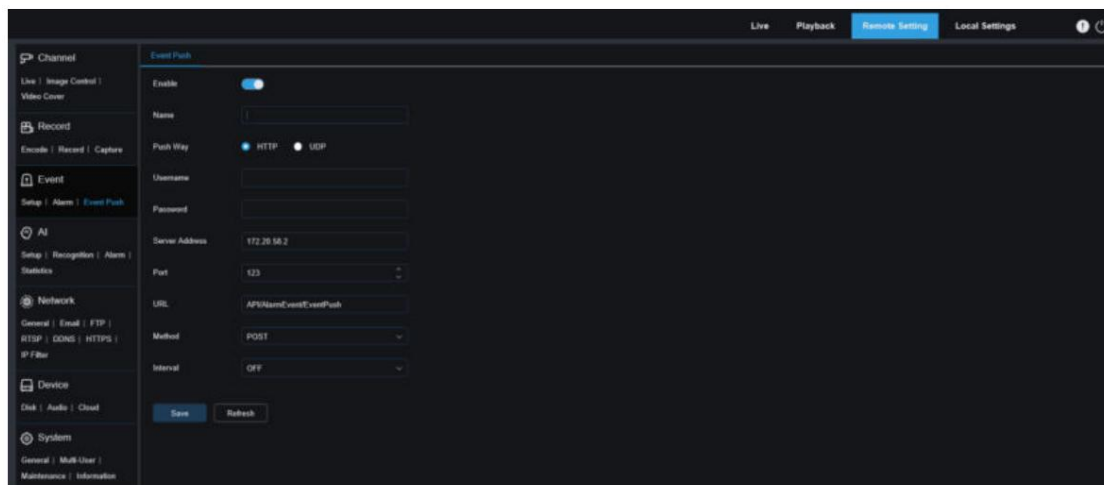 Live Playback Remote Setting Local Settings
Channel
Live | Image Control |
Video Cover
Record
Encode | Record | Capture
Event
Setup | Alarm | Event Push
AI
Setup | Recognition | Alarm |
Statistics
Network
General | Email | FTP |
RTSP | DDNS | HTTPS |
IP Filter
Device
Disk | Audio | Cloud
System
General | Multi-User |
Maintenance | Information
Event Push
Enable
Name
Push Way HTTP UDP
Username
Password
Server Address 172.20.58.2
Port 123
URL API/AlarmEvent/EventPush
Method POST
Interval OFF
Save Refresh